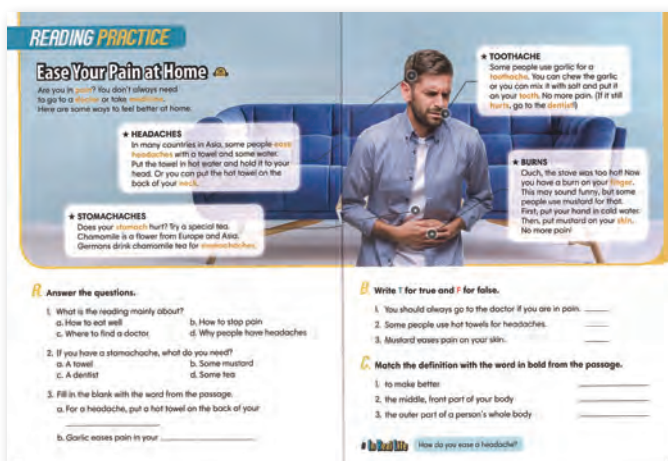 READING PRACTICE
Ease Your Pain at Home
Are you in pain? You don't always need
to go to a doctor or take medicine.
Here are some ways to feel better at home.
★ HEADACHES
In many countries in Asia, some people ease
headaches with a towel and some water.
Put the towel in hot water and hold it to your
head. Or you can put the hot towel on the
back of your neck.
★ STOMACHACHES
Does your stomach hurt? Try a special tea.
Chamomile is a flower from Europe and Asia.
Germans drink chamomile tea for stomachaches.
★ TOOTHACHE
Some people use garlic for a
toothache. You can chew the garlic
or you can mix it with salt and put it
on your tooth. No more pain. (If it still
hurts, go to the dentist!)
★ BURNS
Ouch, the stove was too hot! Now
you have a burn on your finger.
This may sound funny, but some
people use mustard for that.
First, put your hand in cold water.
Then, put mustard on your skin.
No more pain!
A. Answer the questions.
1. What is the reading mainly about?
a. How to eat well b. How to stop pain
c. Where to find a doctor d. Why people have headaches
2. If you have a stomachache, what do you need?
a. A towel b. Some mustard
c. A dentist d. Some tea
3. Fill in the blank with the word from the passage.
a. For a headache, put a hot towel on the back of your
b. Garlic eases pain in your
B. Write T for true and F for false.
1. You should always go to the doctor if you are in pain.
2. Some people use hot towels for headaches.
3. Mustard eases pain on your skin.
C. Match the definition with the word in bold from the passage.
1. to make better
2. the middle, front part of your body
3. the outer part of a person's whole body
# In Real Life How do you ease a headache?